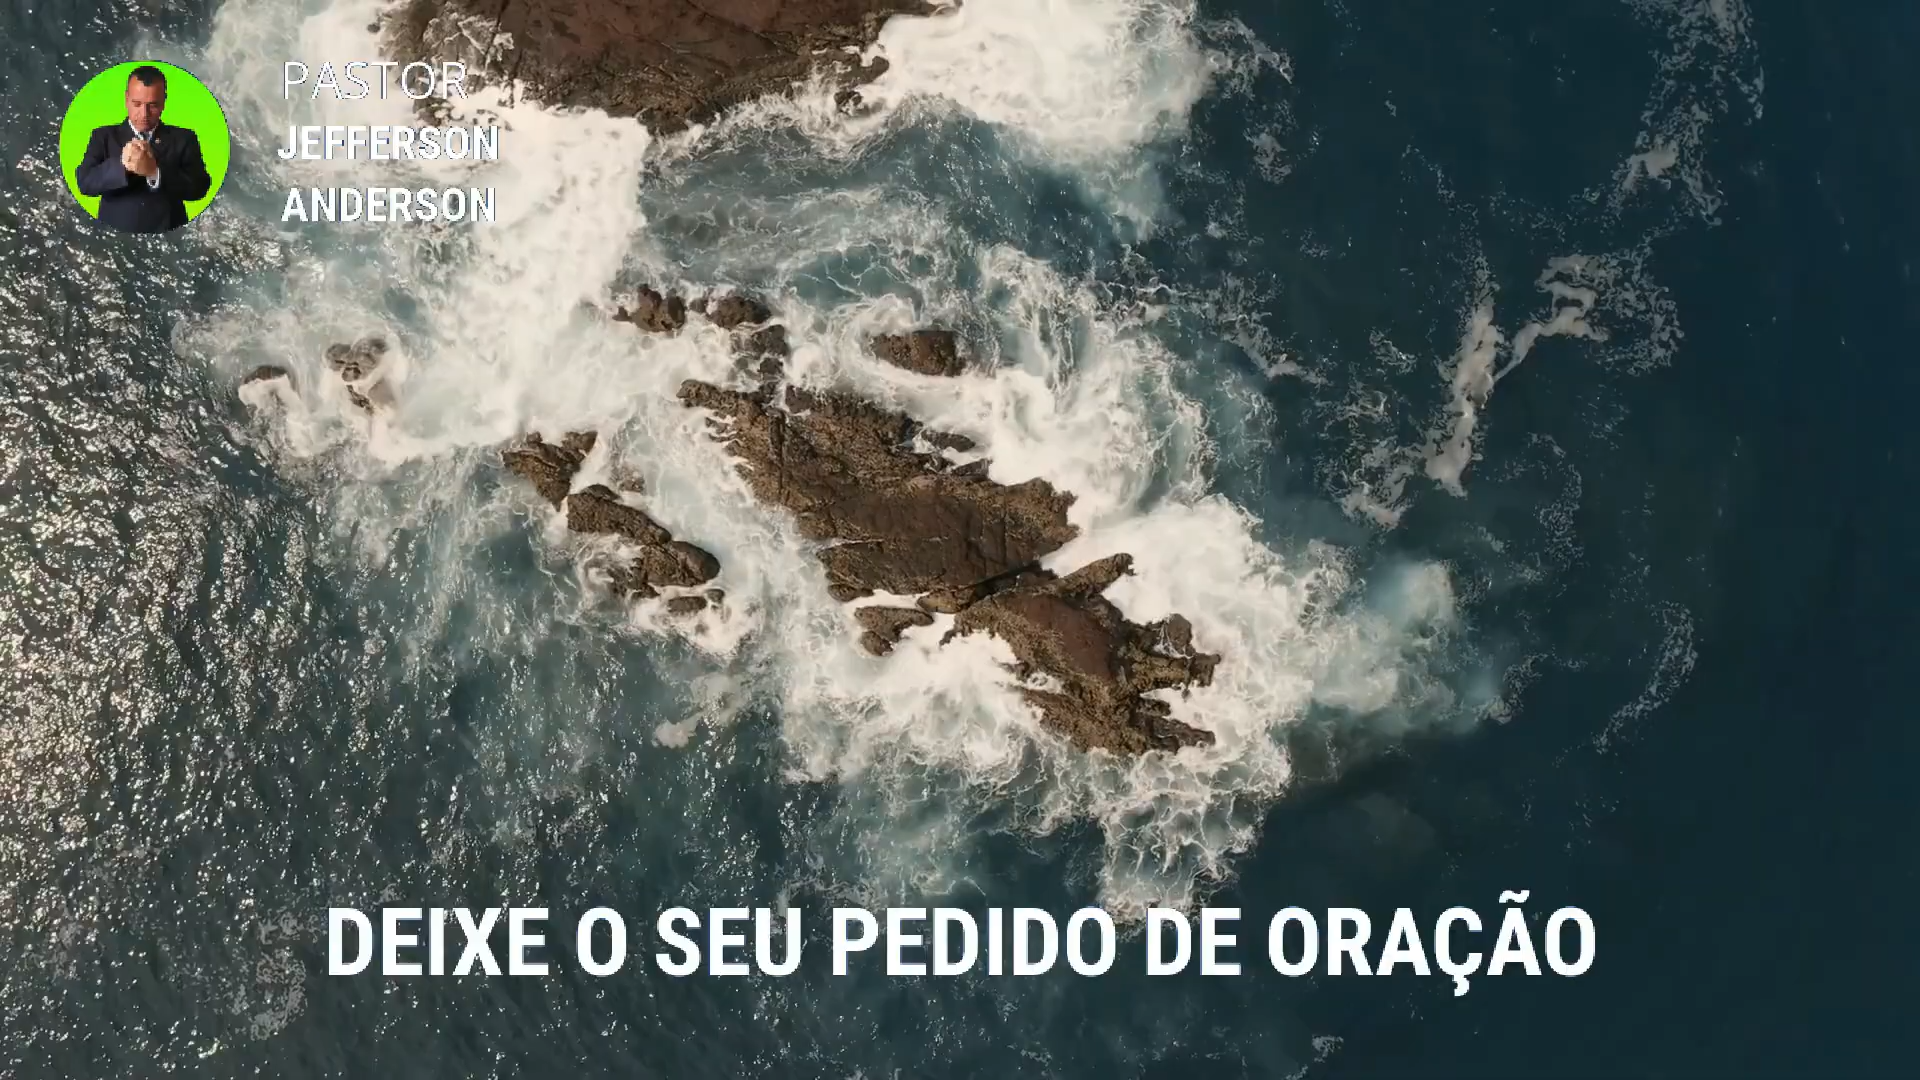 PASTOR
JEFFERSON
ANDERSON
DEIXE O SEU PEDIDO DE ORAÇÃO